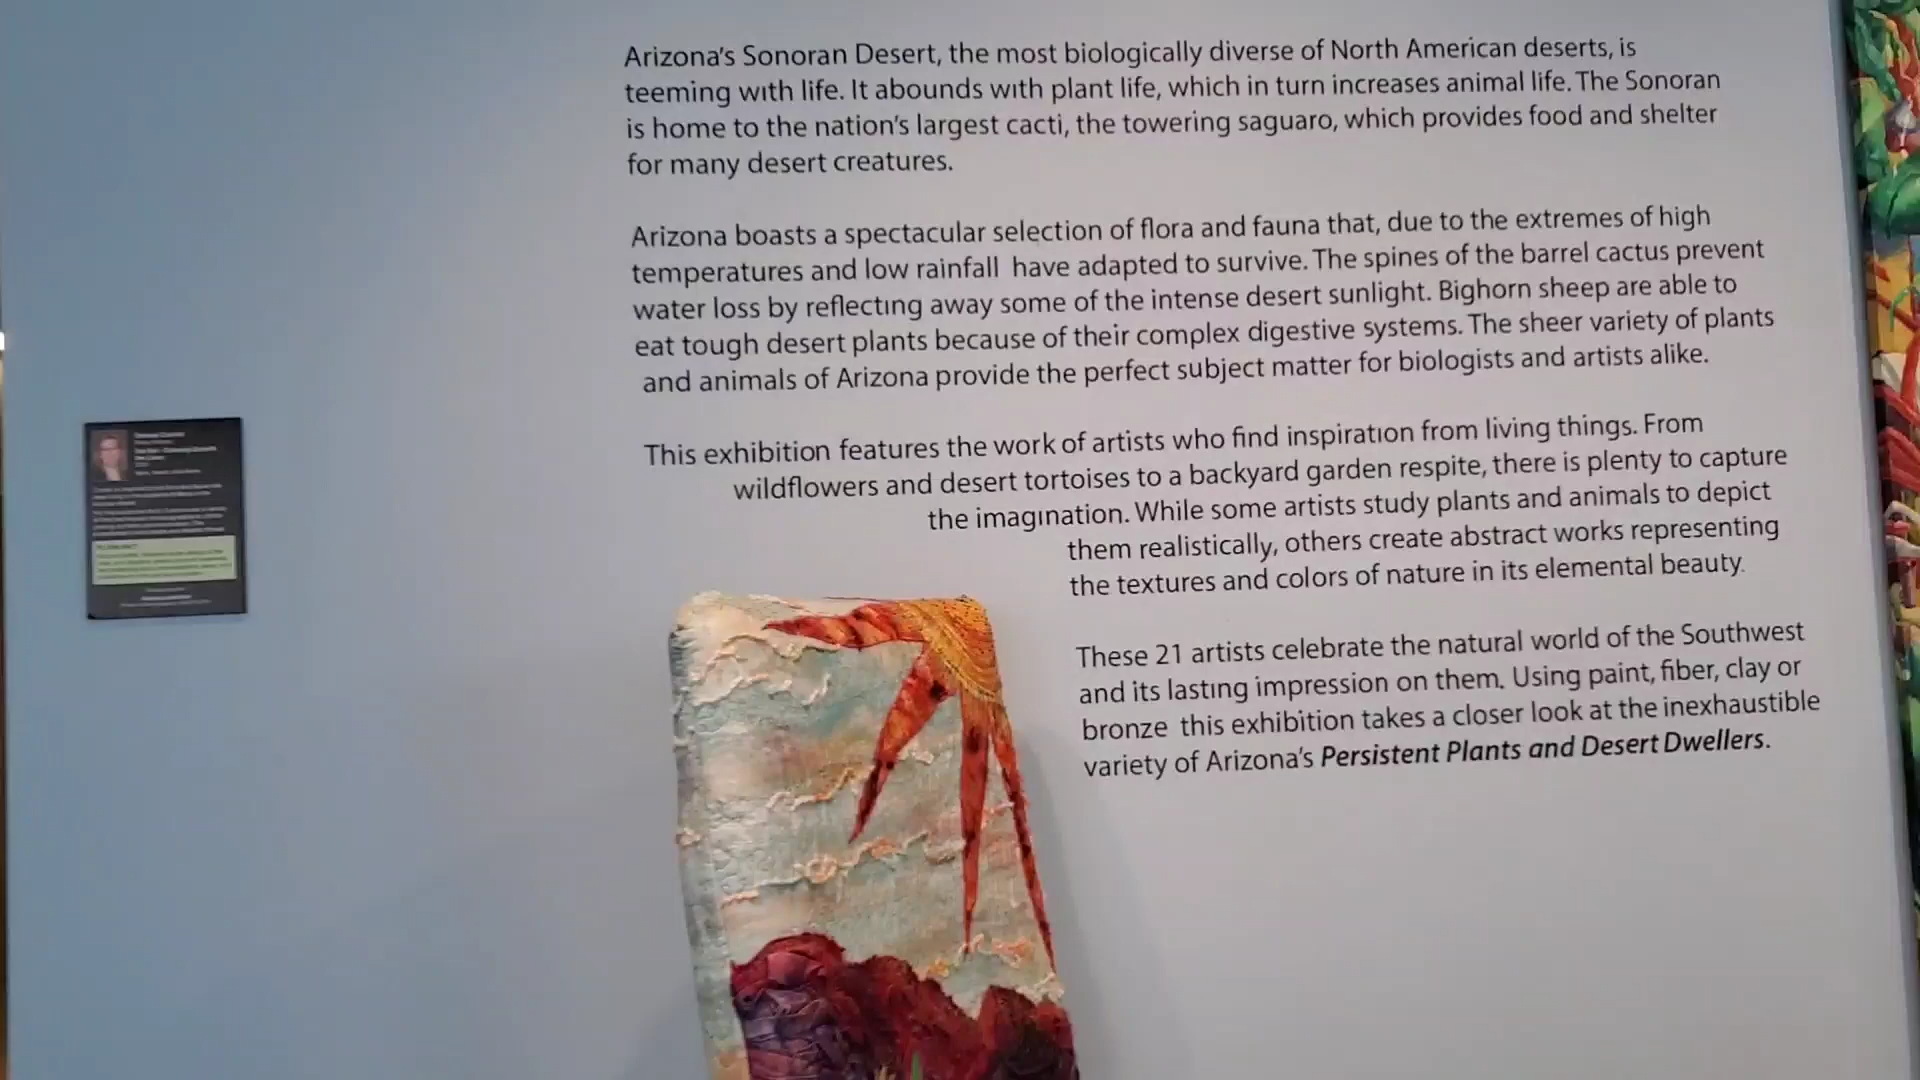 Arizona's Sonoran Desert, the most biologically diverse of North American deserts, is
teeming with life. It abounds with plant life, which in turn increases animal life. The Sonoran
is home to the nation's largest cacti, the towering saguaro, which provides food and shelter
for many desert creatures.
Arizona boasts a spectacular selection of flora and fauna that, due to the extremes of high
temperatures and low rainfall have adapted to survive. The spines of the barrel cactus prevent
water loss by reflecting away some of the intense desert sunlight. Bighorn sheep are able to
eat tough desert plants because of their complex digestive systems. The sheer variety of plants
and animals of Arizona provide the perfect subject matter for biologists and artists alike.
This exhibition features the work of artists who find inspiration from living things. From
wildflowers and desert tortoises to a backyard garden respite, there is plenty to capture
the imagination. While some artists study plants and animals to depict
them realistically, others create abstract works representing
the textures and colors of nature in its elemental beauty.
These 21 artists celebrate the natural world of the Southwest
and its lasting impression on them. Using paint, fiber, clay or
bronze this exhibition takes a closer look at the inexhaustible
variety of Arizona's Persistent Plants and Desert Dwellers.